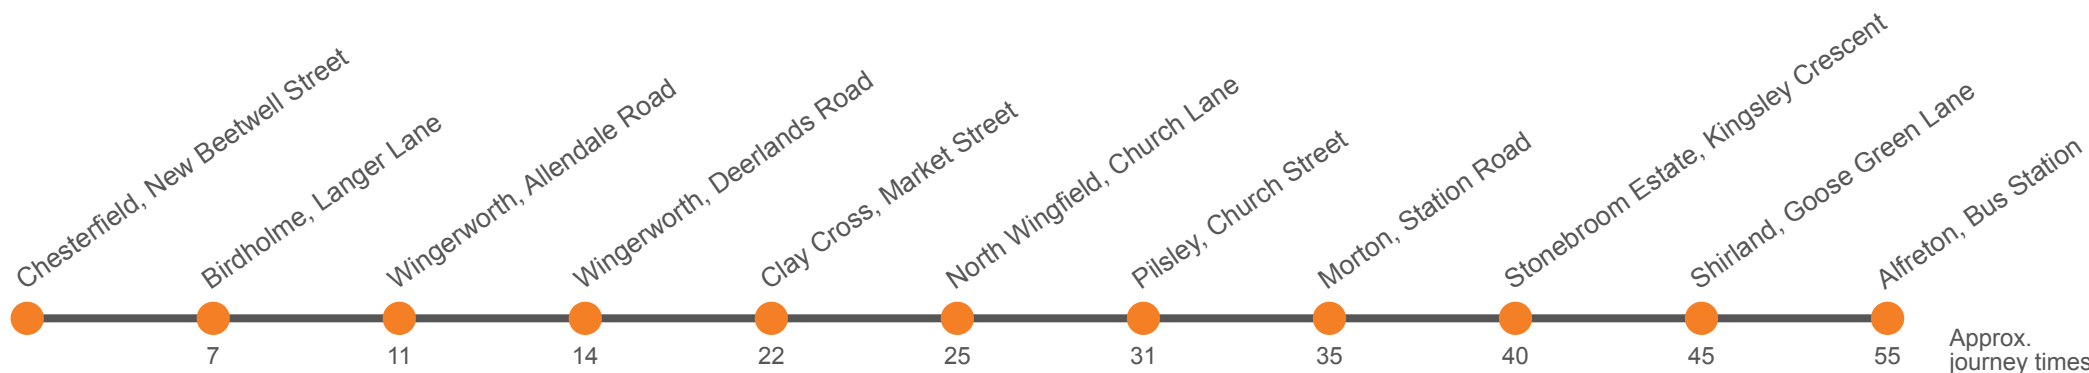 Chesterfield, New Beetwell Street
Birdholme, Langer Lane
Wingerworth, Allendale Road
Wingerworth, Deerlands Road
Clay Cross, Market Street
North Wingfield, Church Lane
Pilsley, Church Street
Morton, Station Road
Stonebroom Estate, Kingsley Crescent
Shirland, Goose Green Lane
Alfreton, Bus Station
7 11 14 22 25 31 35 40 45 55
Approx.
journey times